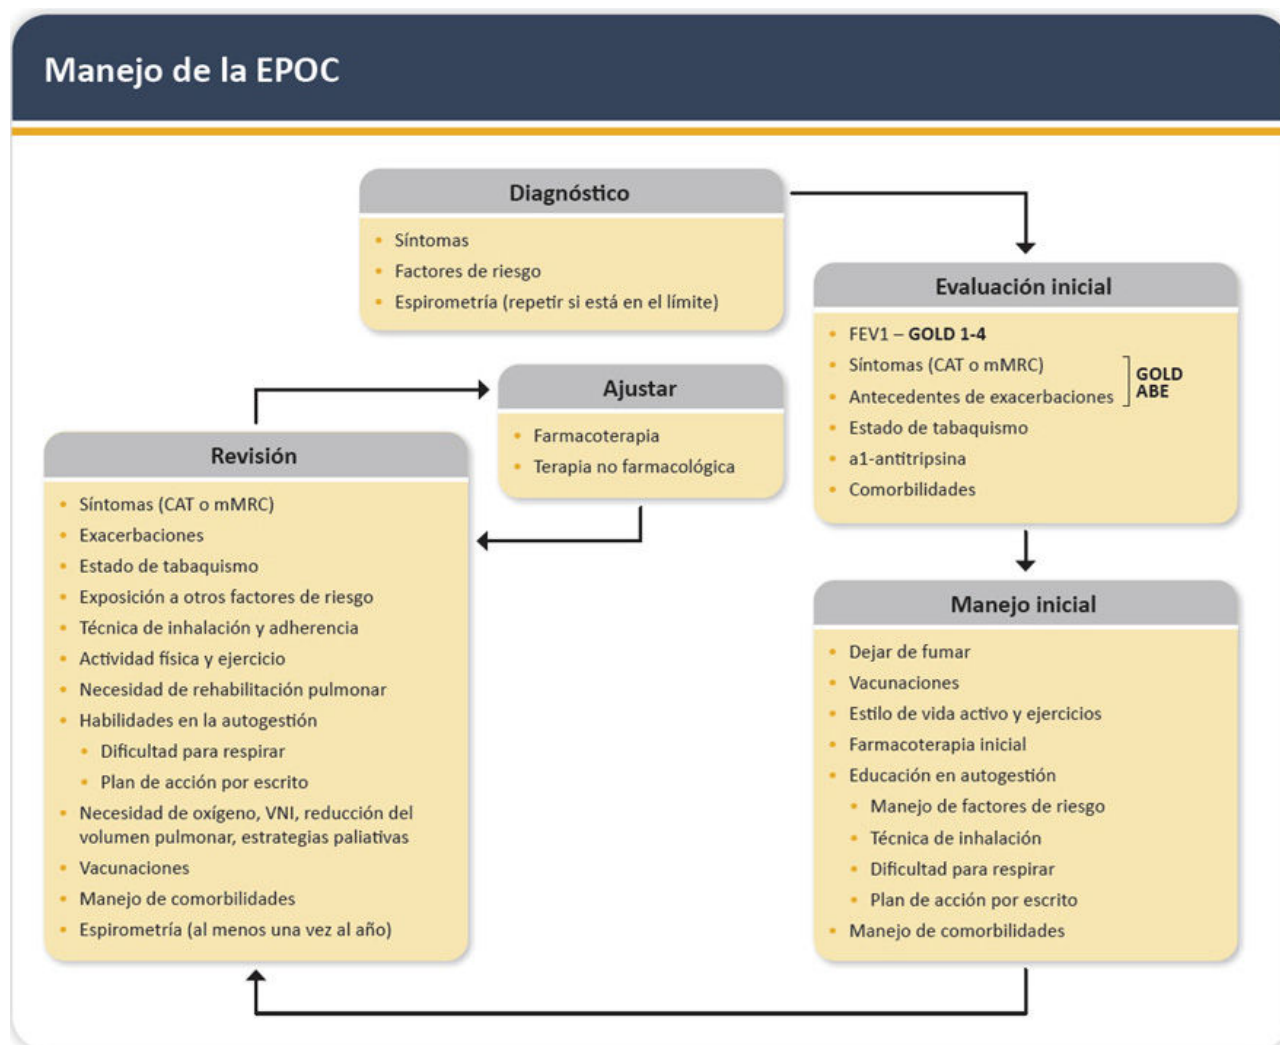 Manejo de la EPOC
Diagnóstico
• Síntomas
• Factores de riesgo
• Espirometría (repetir si está en el límite)
Evaluación inicial
• FEV1 – GOLD 1-4
• Síntomas (CAT o mMRC)
• Antecedentes de exacerbaciones
GOLD
ABE
• Estado de tabaquismo
• a1-antitripsina
• Comorbilidades
Manejo inicial
• Dejar de fumar
• Vacunaciones
• Estilo de vida activo y ejercicios
• Farmacoterapia inicial
• Educación en autogestión
• Manejo de factores de riesgo
• Técnica de inhalación
• Dificultad para respirar
• Plan de acción por escrito
• Manejo de comorbilidades
Revisión
• Síntomas (CAT o mMRC)
• Exacerbaciones
• Estado de tabaquismo
• Exposición a otros factores de riesgo
• Técnica de inhalación y adherencia
• Actividad física y ejercicio
• Necesidad de rehabilitación pulmonar
• Habilidades en la autogestión
• Dificultad para respirar
• Plan de acción por escrito
• Necesidad de oxígeno, VNI, reducción del
volumen pulmonar, estrategias paliativas
• Vacunaciones
• Manejo de comorbilidades
• Espirometría (al menos una vez al año)
Ajustar
• Farmacoterapia
• Terapia no farmacológica